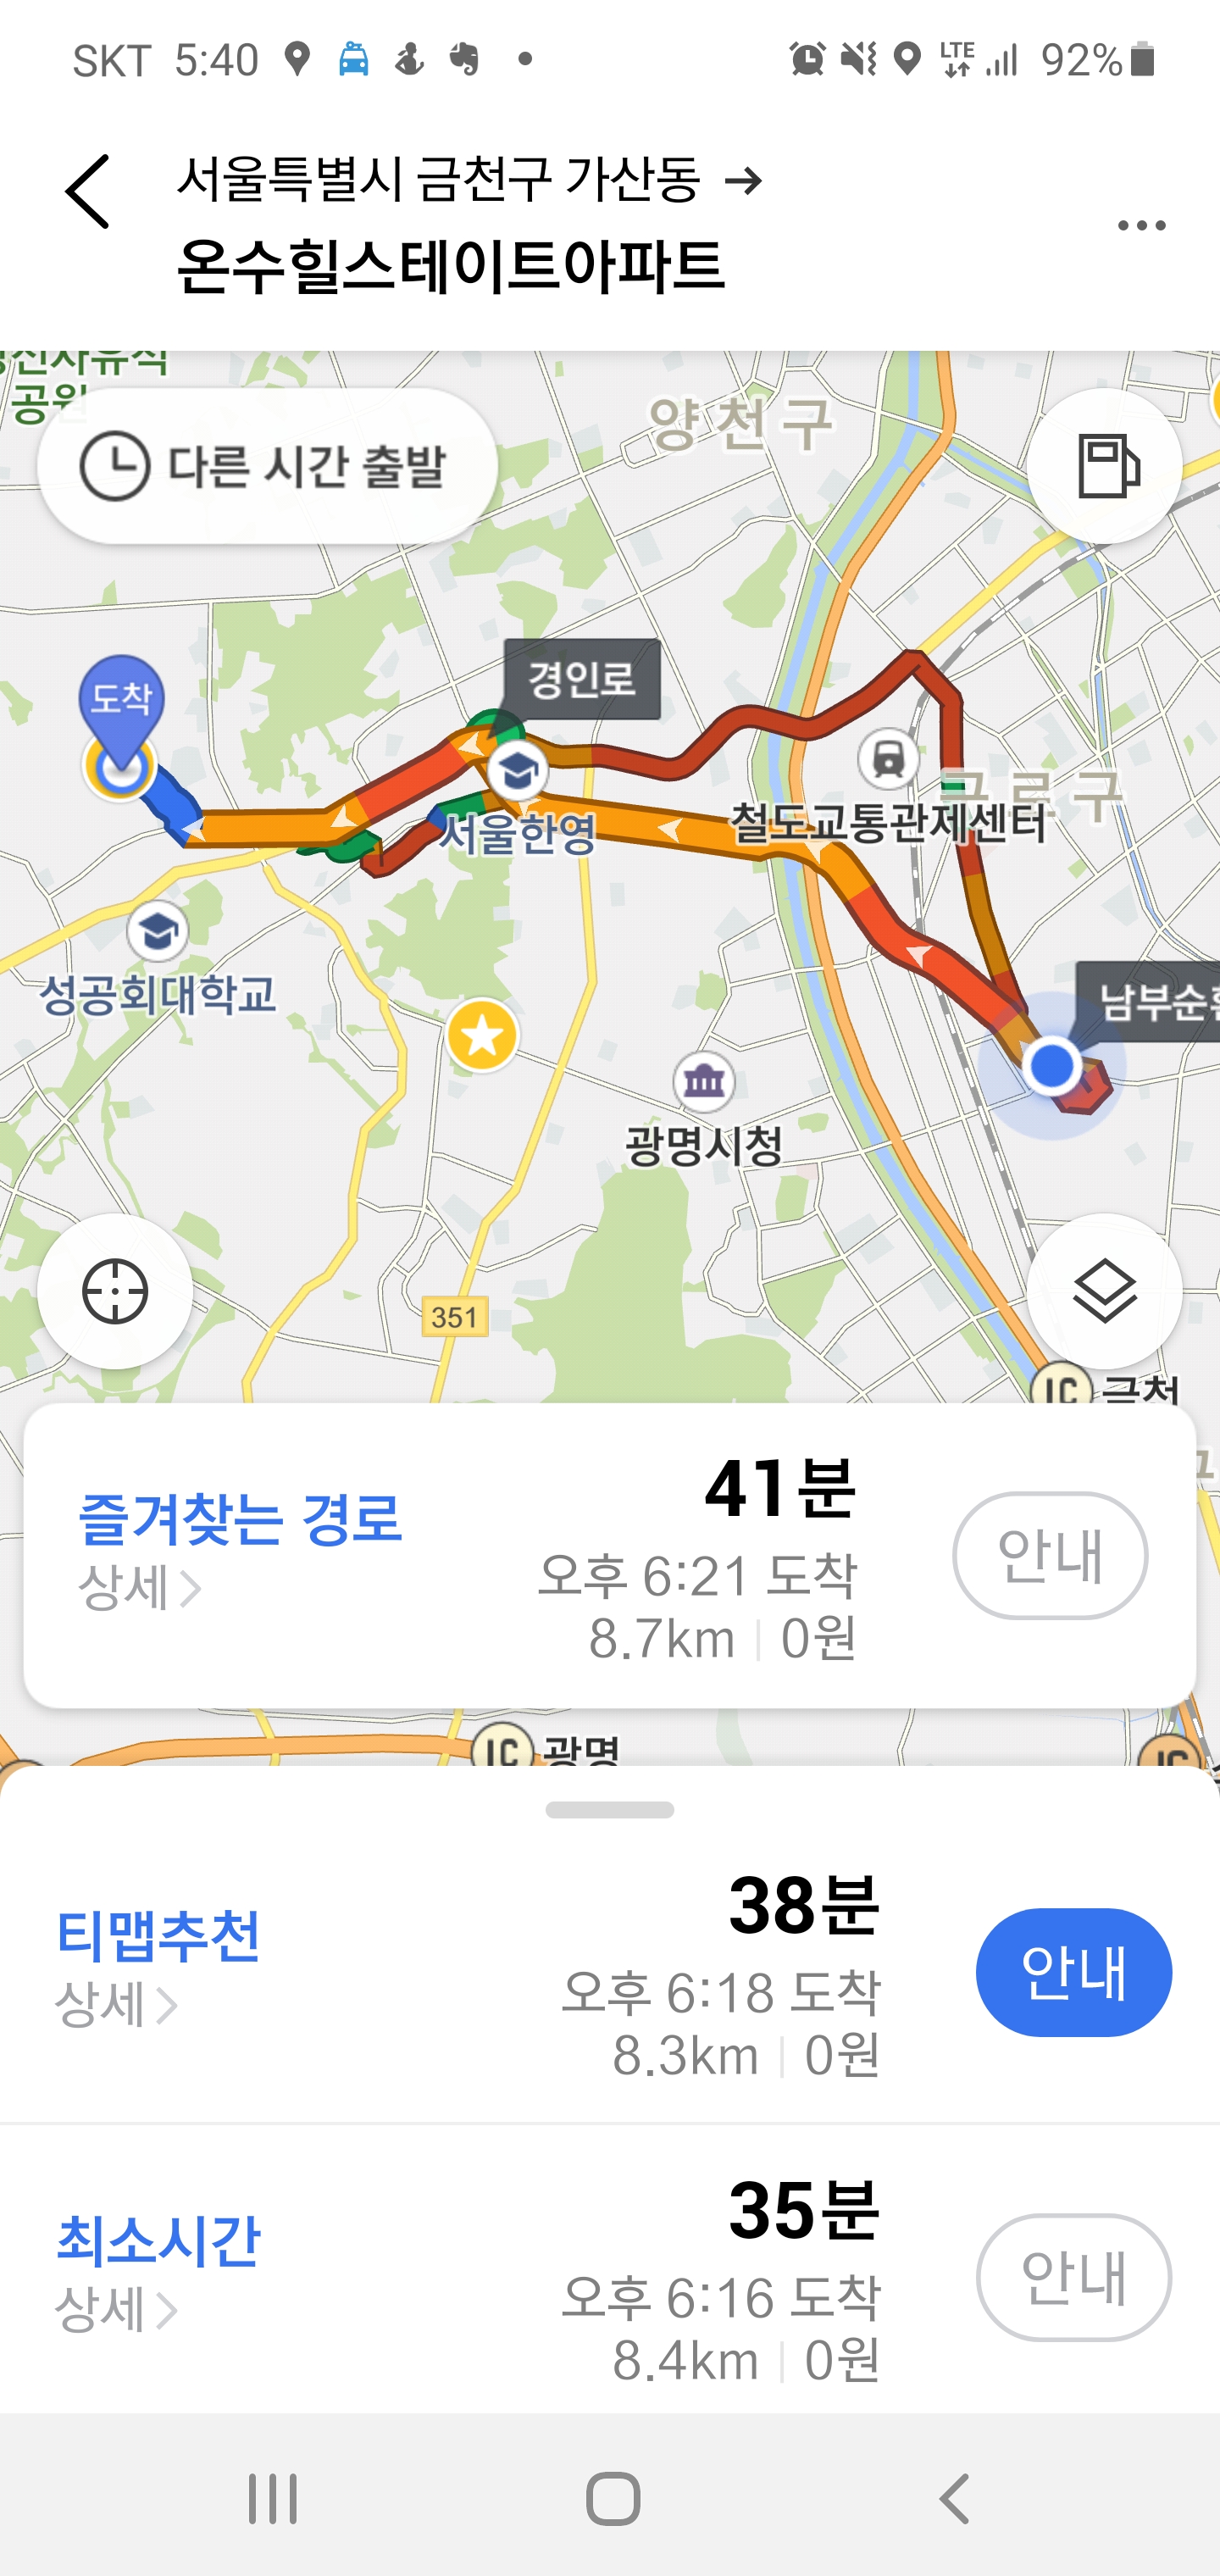 SKT 5:40
LTE 92%
서울특별시 금천구 가산동 →
온수힐스테이트아파트
공원
다른 시간 출발
양천구
경인로
도착
구로구
철도교통관제센터
서울한영
성공회대학교
남부순환
광명시청
351
IC 금천
즐겨찾는 경로
41분
상세
오후 6:21 도착
8.7km | 0원
안내
IC 광명
IC
티맵추천
38분
상세
오후 6:18 도착
8.3km | 0원
안내
최소시간
35분
상세
오후 6:16 도착
8.4km | 0원
안내